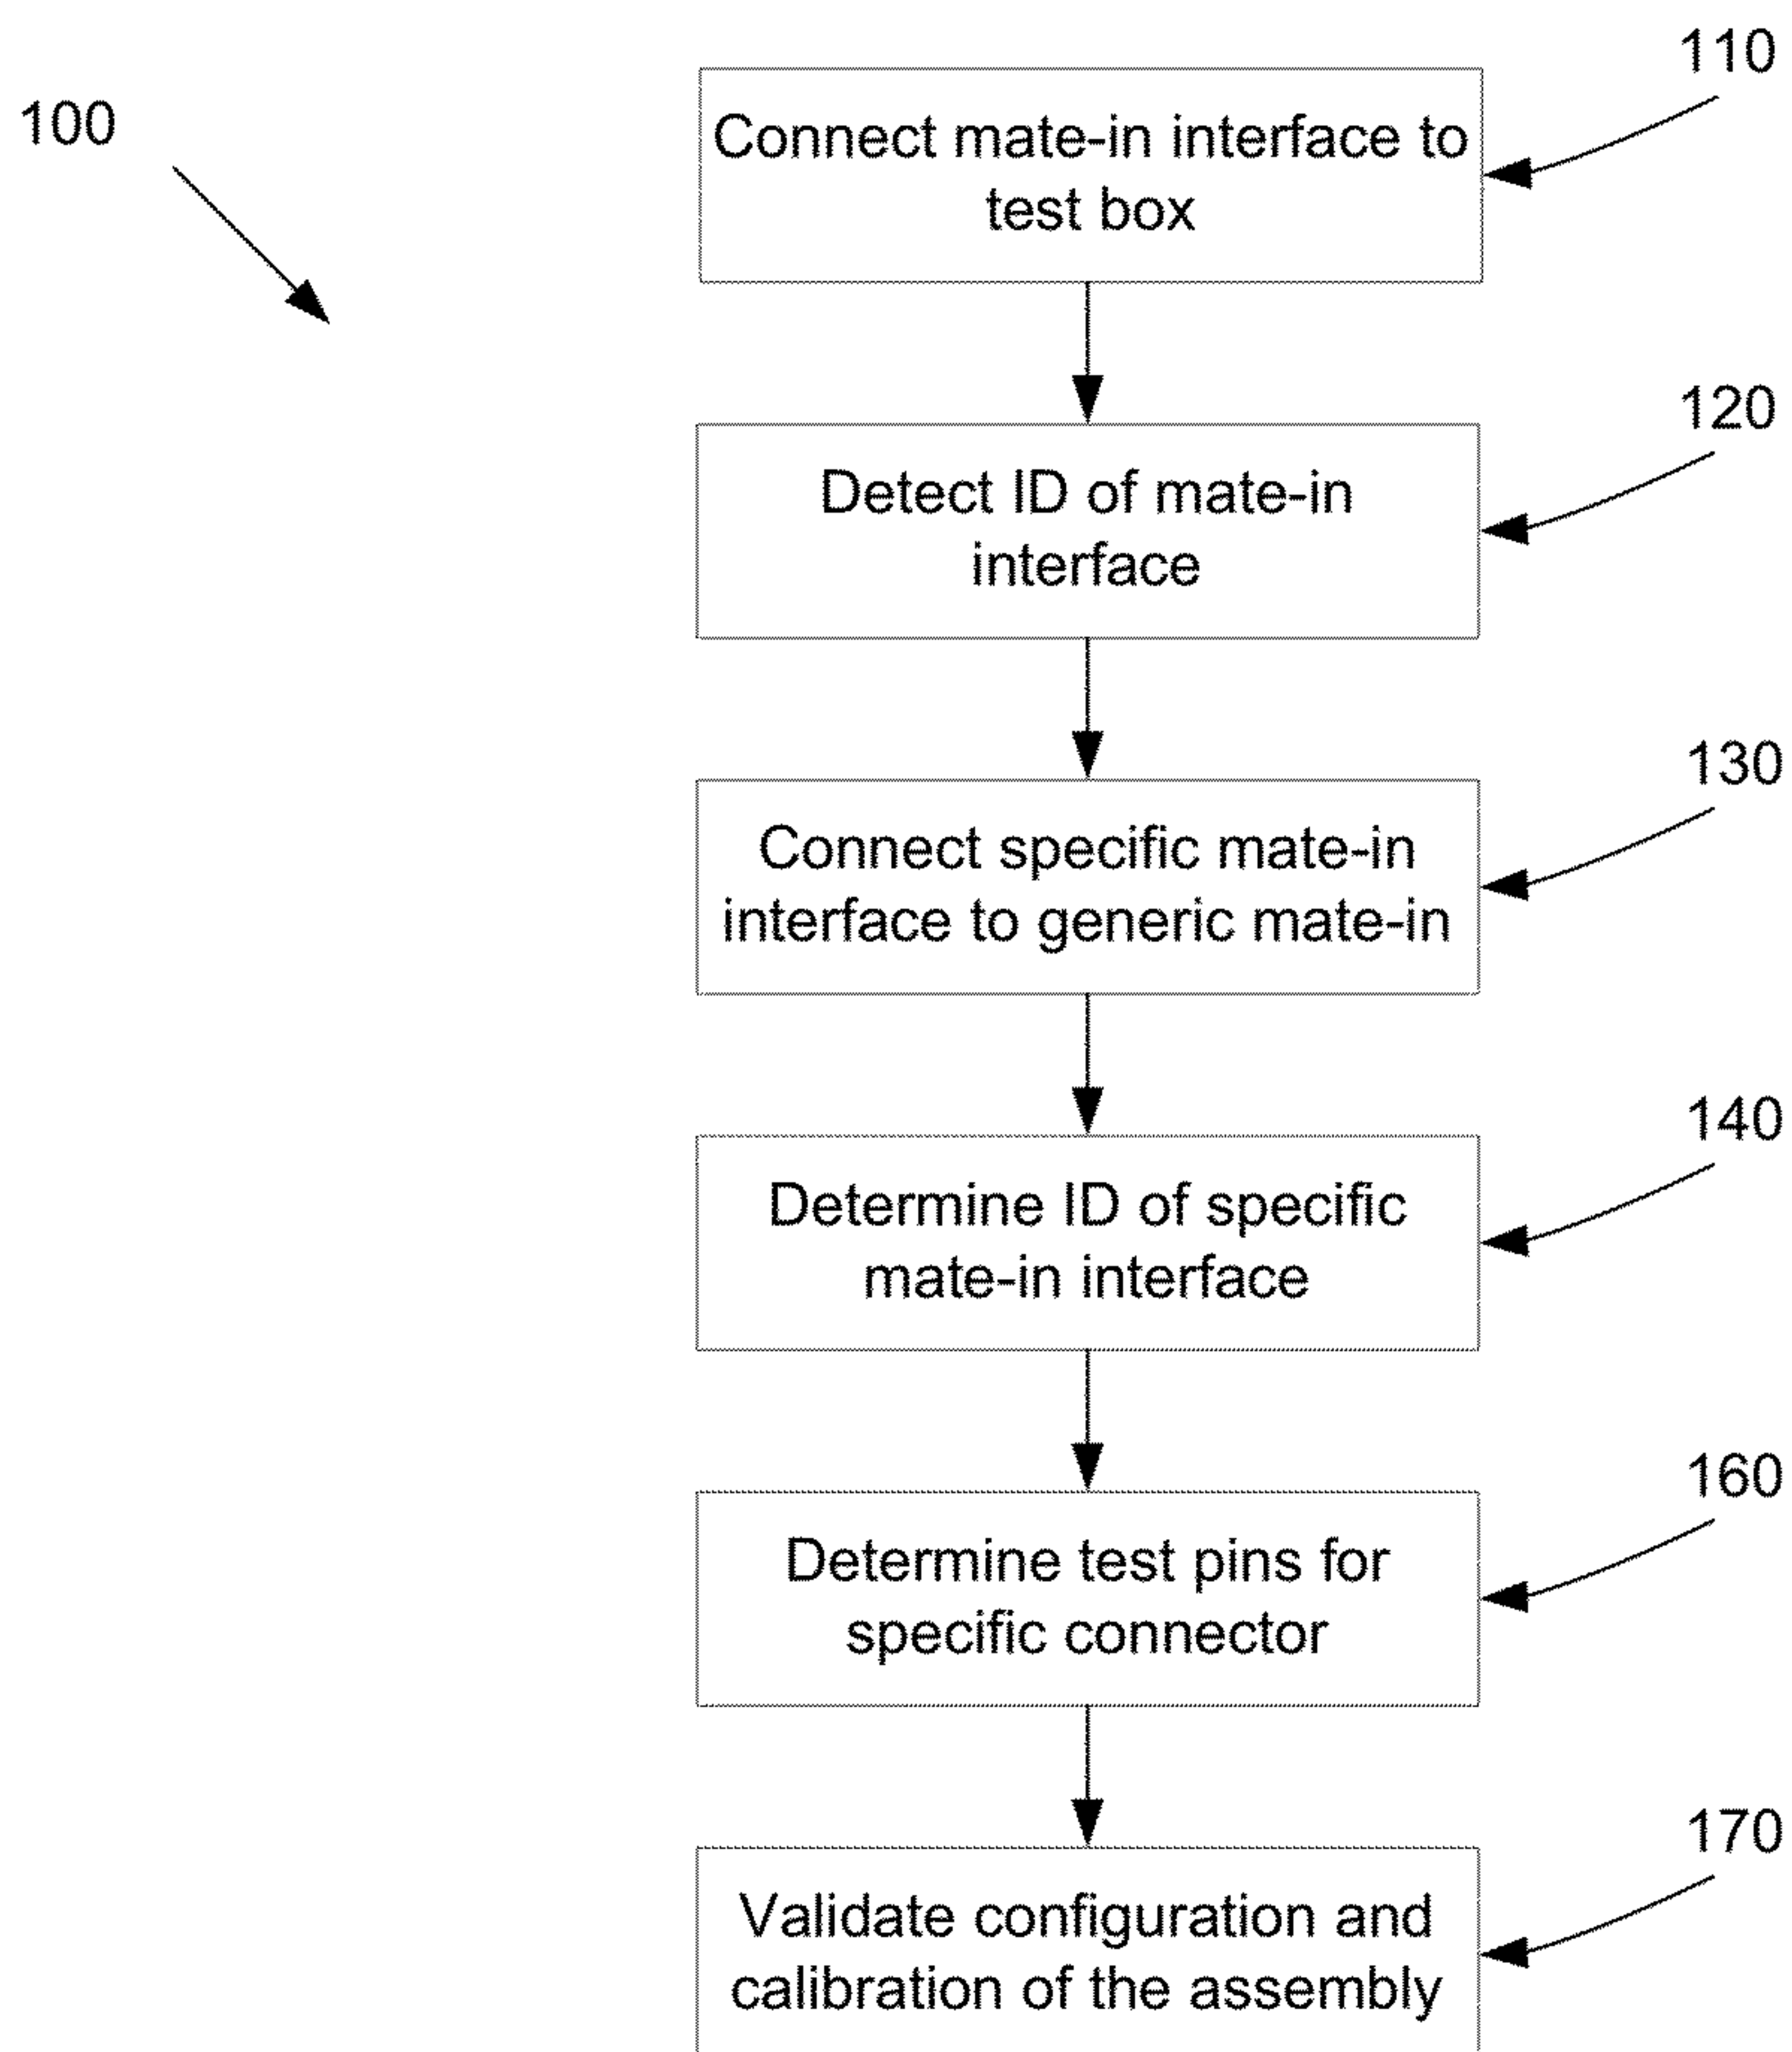 100
110
Connect mate-in interface to
test box
120
Detect ID of mate-in
interface
130
Connect specific mate-in
interface to generic mate-in
140
Determine ID of specific
mate-in interface
160
Determine test pins for
specific connector
170
Validate configuration and
calibration of the assembly